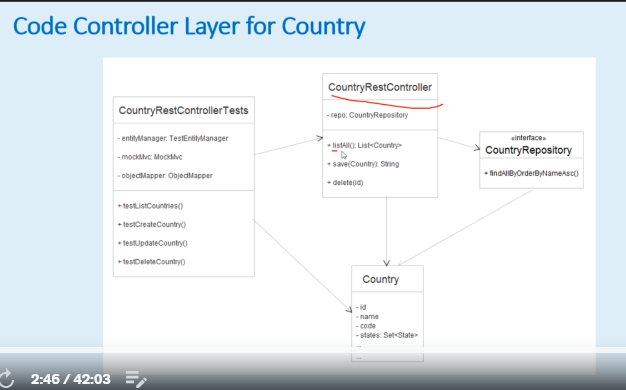 Code Controller Layer for Country
CountryRestControllerTests
- entityManager: TestEntityManager
- mockMvc: MockMvc
- objectMapper: ObjectMapper
+ testListCountries()
+ testCreateCountry()
+ testUpdateCountry()
+ testDeleteCountry()
CountryRestController
- repo: CountryRepository
+ listAll(): List<Country>
+ save(Country): String
+ delete(id)
«interface»
CountryRepository
+ findAllByOrderByNameAsc()
Country
- id
- name
- code
- states: Set<State>
...
...
2:46 / 42:03